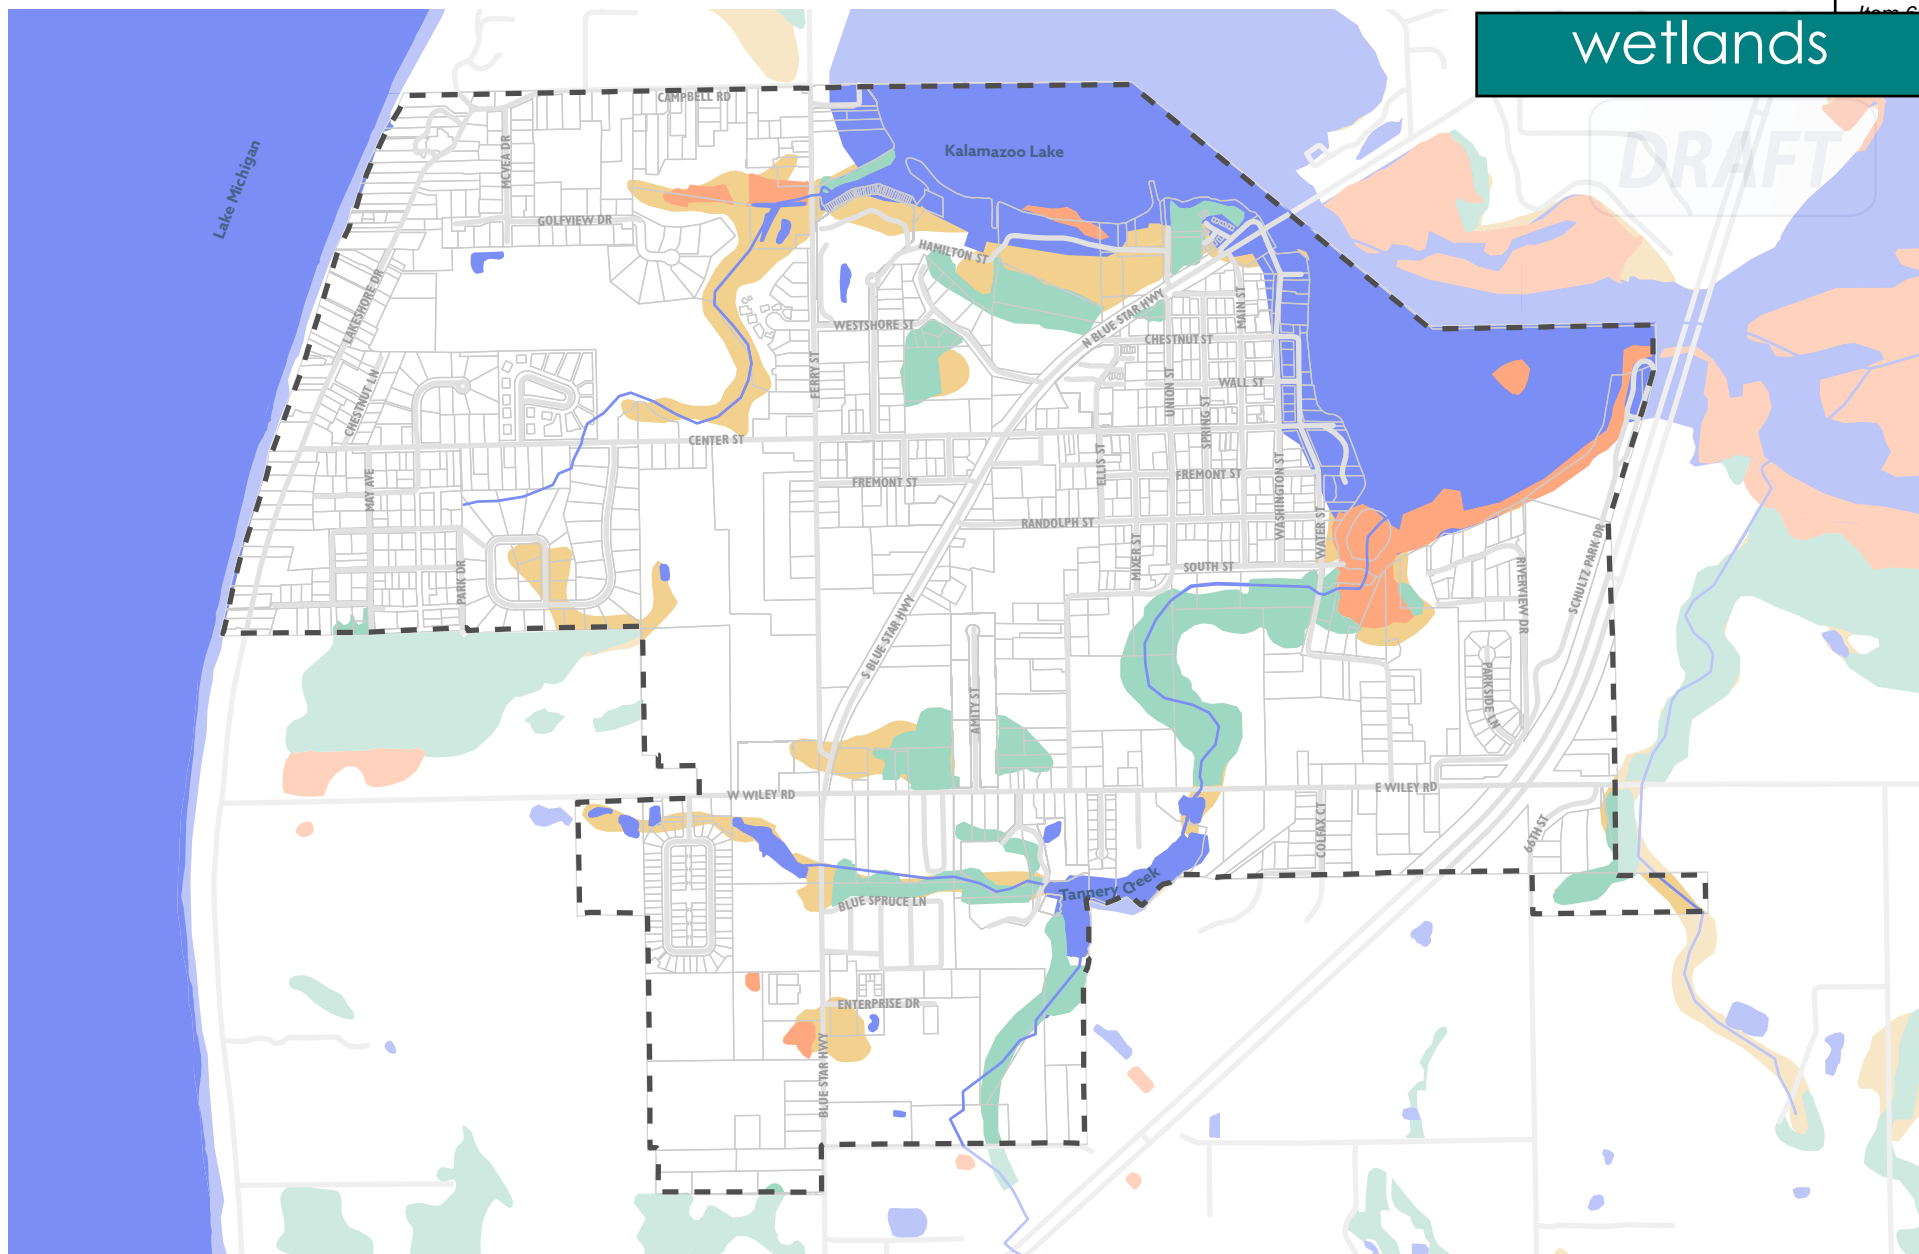 Item 6
wetlands
DRAFT
CAMPBELL RD
Lake Michigan
MCVEA DR
Kalamazoo Lake
GOLFVIEW DR
HAMILTON ST
LAKESHORE DR
N BLUE STAR HWY
MAIN ST
WESTSHORE ST
CHESTNUT ST
FERRY ST
WALL ST
UNION ST
SPRING ST
CHESTNUT LN
CENTER ST
ELLIS ST
MAY AVE
FREMONT ST
FREMONT ST
WASHINGTON ST
WATER ST
RANDOLPH ST
MIXER ST
SOUTH ST
PARK DR
RIVERVIEW DR
SCHULTZ PARK DR
S BLUE STAR HWY
AMITY ST
PARKSIDE LN
W WILEY RD
E WILEY RD
COLFAX CT
66TH ST
Tannery Creek
BLUE SPRUCE LN
ENTERPRISE DR
BLUE STAR HWY